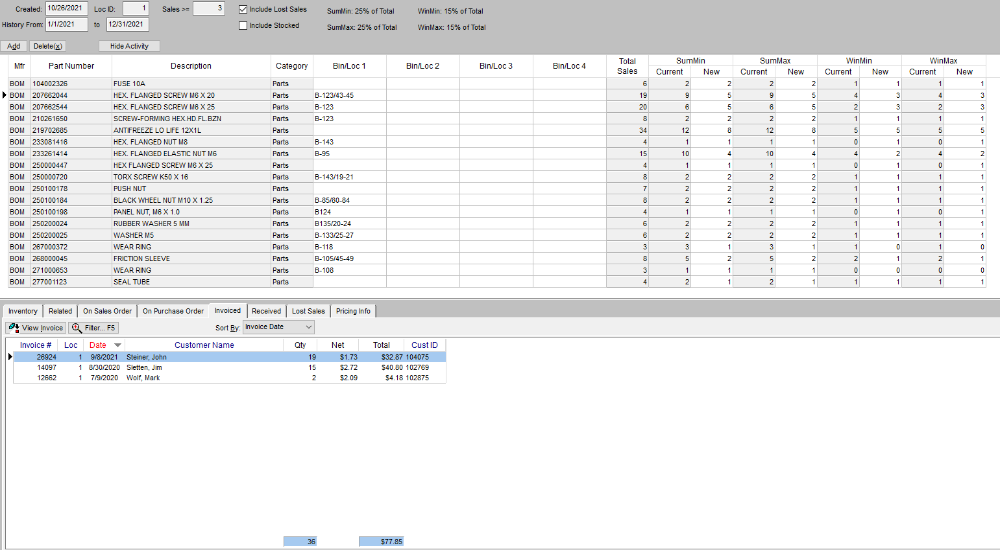 Created: 10/26/2021 Loc ID: 1 Sales >= 3 Include Lost Sales SumMin: 25% of Total WinMin: 15% of Total
History From: 1/1/2021 to 12/31/2021 Include Stocked SumMax: 25% of Total WinMax: 15% of Total
Add Delete(x) Hide Activity
Mfr Part Number Description Category Bin/Loc 1 Bin/Loc 2 Bin/Loc 3 Bin/Loc 4 Total Sales SumMin SumMax WinMin WinMax
Current New Current New Current New Current New
BOM 104002326 FUSE 10A Parts 6 2 2 2 2 1 1 1 1
BOM 207662044 HEX. FLANGED SCREW M6 X 20 Parts B-123/43-45 19 9 5 9 5 4 3 4 3
BOM 207662544 HEX. FLANGED SCREW M6 X 25 Parts B-123 20 6 5 6 5 2 3 2 3
BOM 210261650 SCREW-FORMING HEX.HD.FL.BZN Parts B-123 8 2 2 2 2 1 1 1 1
BOM 219702685 ANTIFREEZE LO LIFE 12X1L Parts 34 12 8 12 8 5 5 5 5
BOM 233081416 HEX. FLANGED NUT M8 Parts B-143 4 1 1 1 1 0 1 0 1
BOM 233261414 HEX. FLANGED ELASTIC NUT M6 Parts B-95 15 10 4 10 4 4 2 4 2
BOM 250000447 HEX FLANGED SCREW M6 X 25 Parts 4 1 1 1 1 0 1 0 1
BOM 250000720 TORX SCREW K50 X 16 Parts B-143/19-21 8 2 2 2 2 1 1 1 1
BOM 250100178 PUSH NUT Parts 7 2 2 2 2 1 1 1 1
BOM 250100184 BLACK WHEEL NUT M10 X 1.25 Parts B-85/80-84 8 2 2 2 2 1 1 1 1
BOM 250100198 PANEL NUT, M6 X 1.0 Parts B124 4 1 1 1 1 0 1 0 1
BOM 250200024 RUBBER WASHER 5 MM Parts B135/20-24 6 2 2 2 2 1 1 1 1
BOM 250200025 WASHER M5 Parts B-133/25-27 6 2 2 2 2 1 1 1 1
BOM 267000372 WEAR RING Parts B-118 3 3 1 3 1 1 0 1 0
BOM 268000045 FRICTION SLEEVE Parts B-105/45-49 8 5 2 5 2 2 1 2 1
BOM 271000653 WEAR RING Parts B-108 3 1 1 1 1 0 0 0 0
BOM 277001123 SEAL TUBE Parts 4 2 1 2 1 1 1 1 1
Inventory Related On Sales Order On Purchase Order Invoiced Received Lost Sales Pricing Info
View Invoice Filter... F5 Sort By: Invoice Date
Invoice # Loc Date Customer Name Qty Net Total Cust ID
26924 1 9/8/2021 Steiner, John 19 $1.73 $32.87 104075
14097 1 8/30/2020 Sletten, Jim 15 $2.72 $40.80 102769
12662 1 7/9/2020 Wolf, Mark 2 $2.09 $4.18 102875
36 $77.85